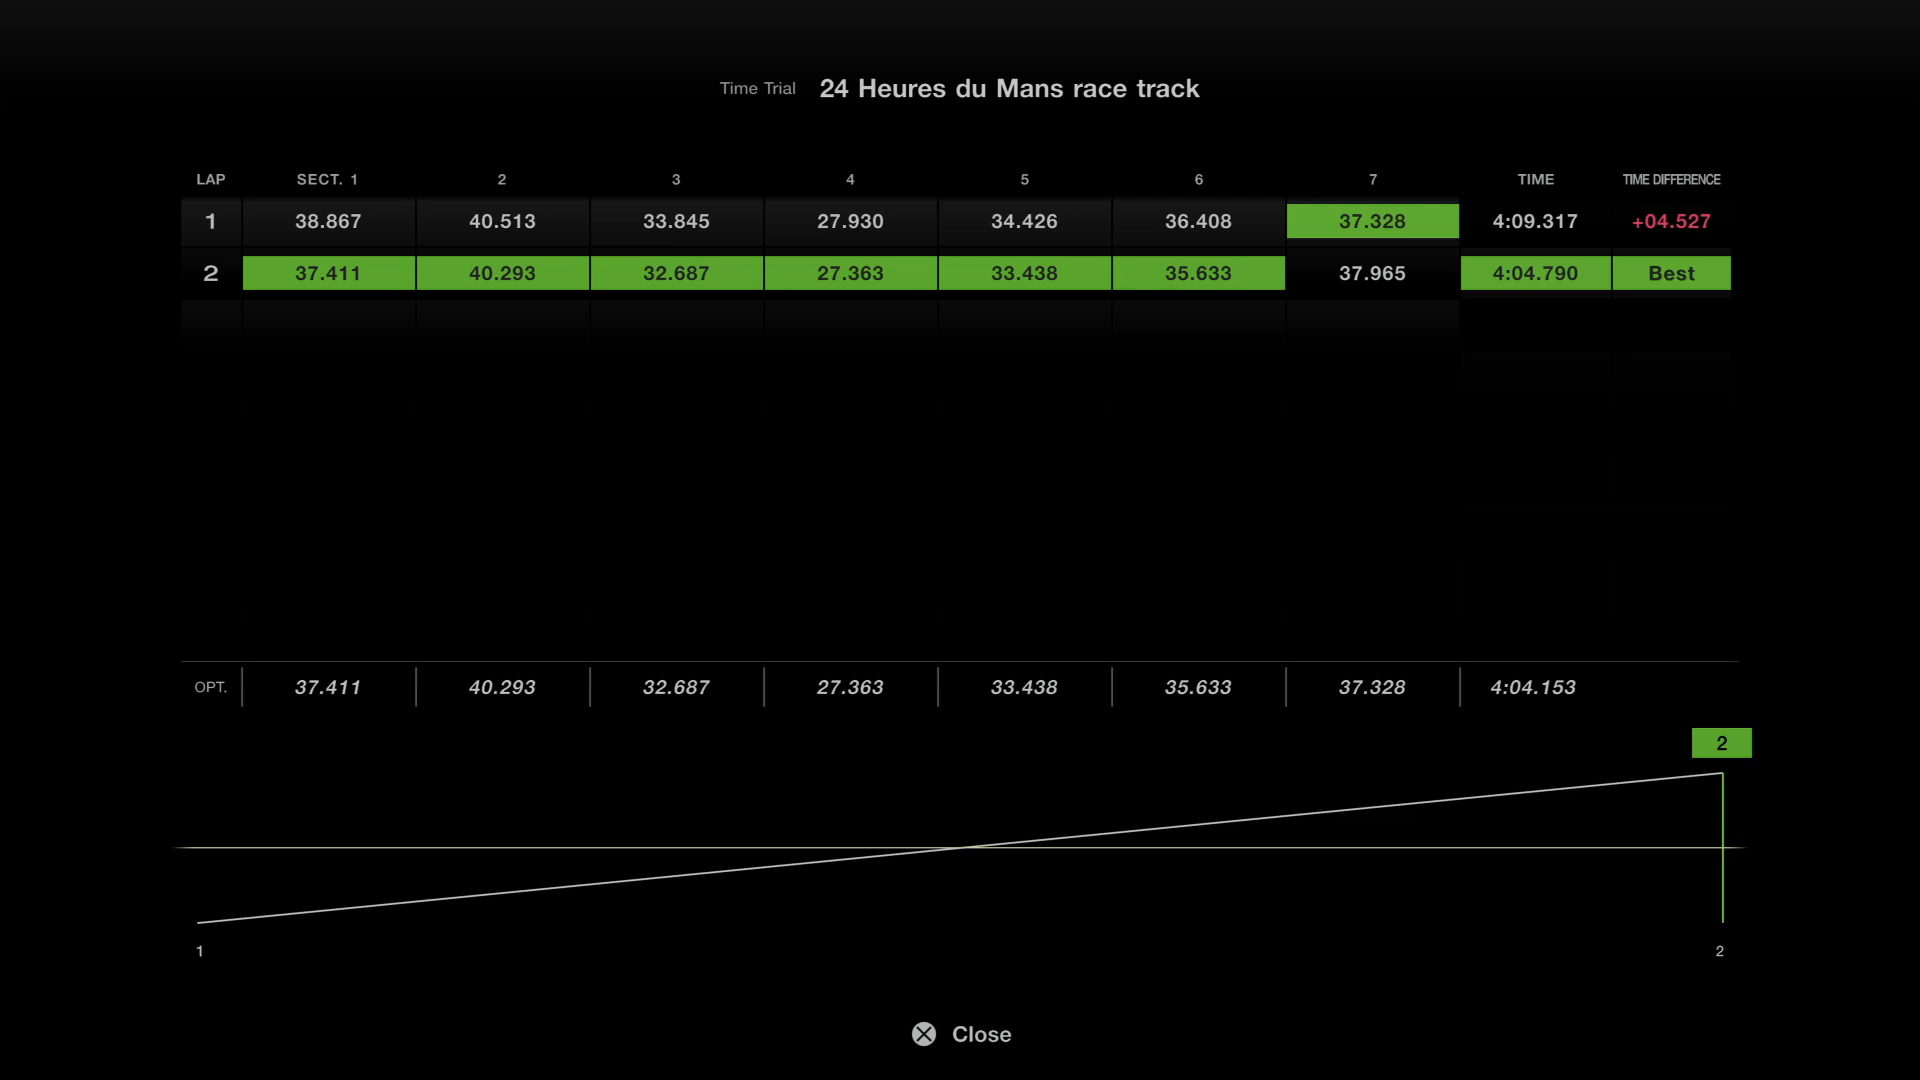 Time Trial 24 Heures du Mans race track
LAP SECT. 1 2 3 4 5 6 7 TIME TIME DIFFERENCE
1 38.867 40.513 33.845 27.930 34.426 36.408 37.328 4:09.317 +04.527
2 37.411 40.293 32.687 27.363 33.438 35.633 37.965 4:04.790 Best
OPT. 37.411 40.293 32.687 27.363 33.438 35.633 37.328 4:04.153
2
1 2
Close